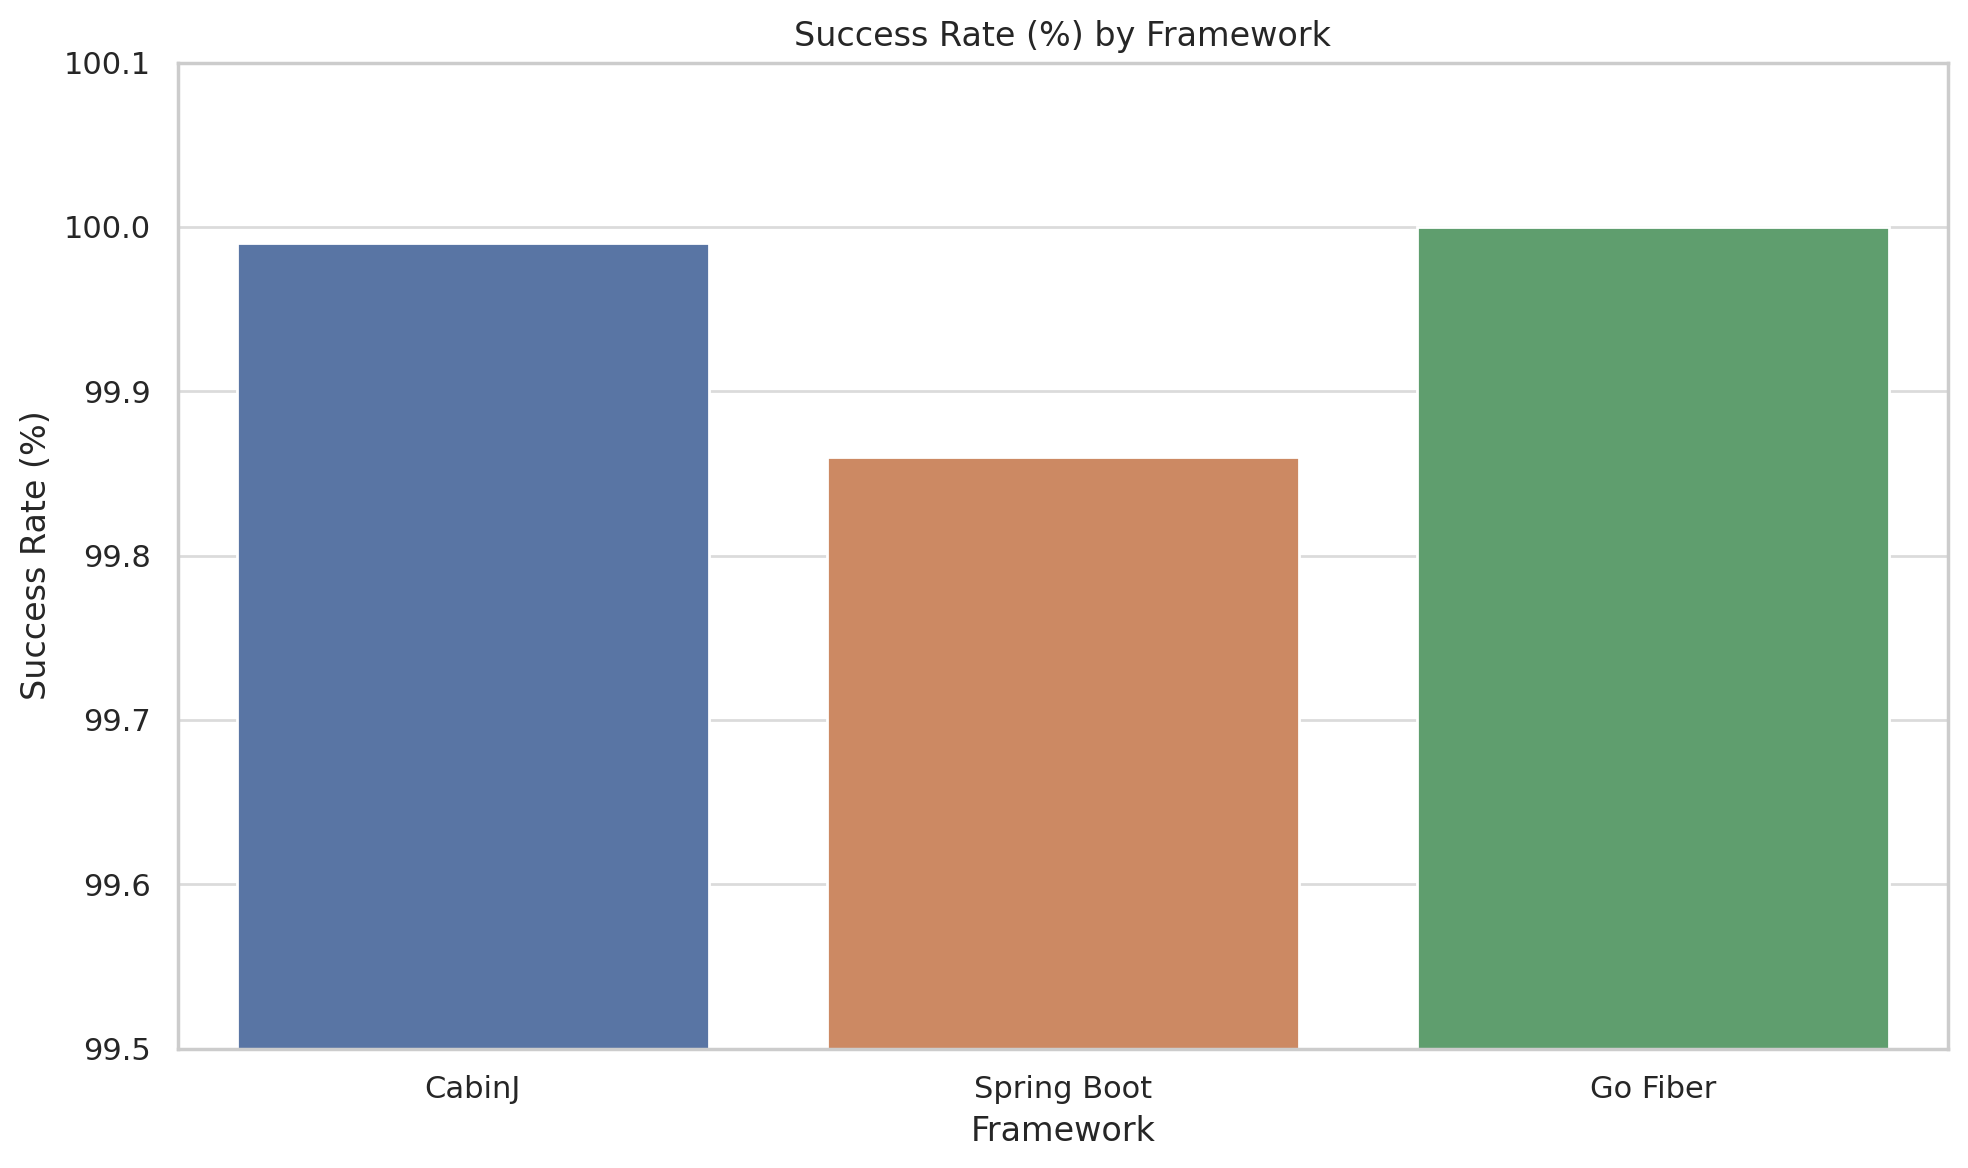 Success Rate (%) by Framework
100.1
100.0
99.9
99.8
99.7
99.6
99.5
Success Rate (%)
CabinJ
Spring Boot
Go Fiber
Framework